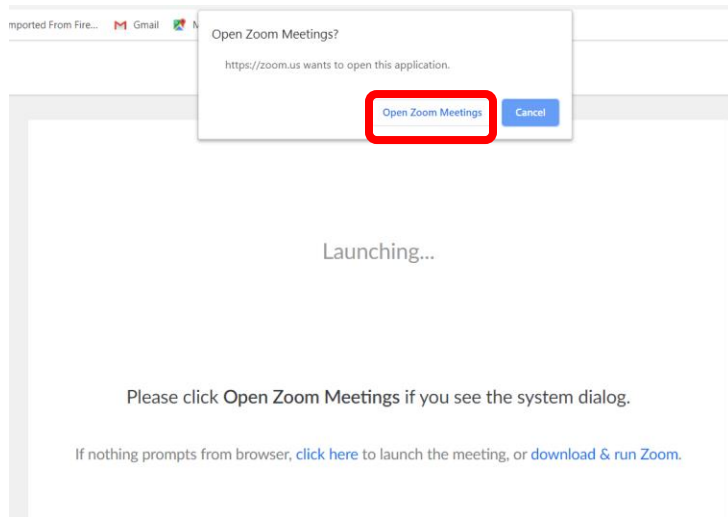 mported From Fire... Gmail
Open Zoom Meetings?
https://zoom.us wants to open this application.
Open Zoom Meetings Cancel
Launching...
Please click Open Zoom Meetings if you see the system dialog.
If nothing prompts from browser, click here to launch the meeting, or download & run Zoom.